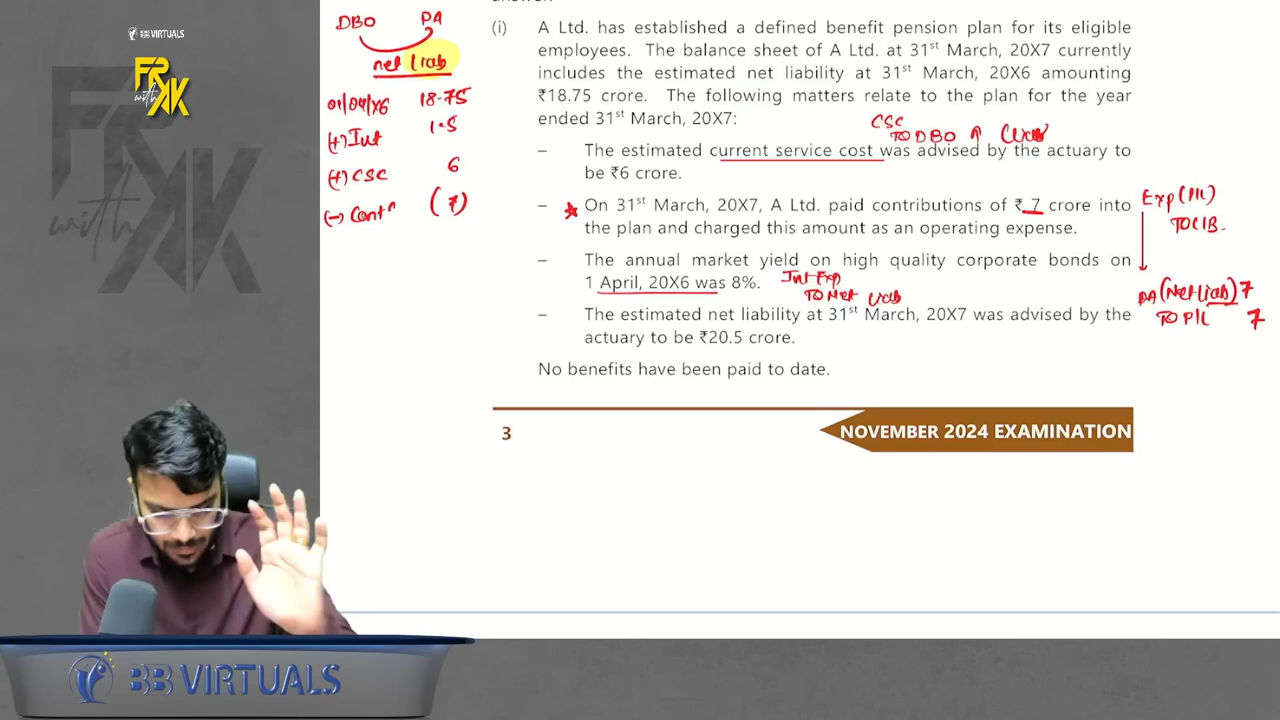 answer.
BB VIRTUALS
FR
with
AK
DBO PA
net liab
01/04/X6 18.75
(+) Int 1.5
(+) CSC 6
(-) Contn (7)
(i) A Ltd. has established a defined benefit pension plan for its eligible
employees. The balance sheet of A Ltd. at 31st March, 20X7 currently
includes the estimated net liability at 31st March, 20X6 amounting
₹18.75 crore. The following matters relate to the plan for the year
ended 31st March, 20X7:
CSC
TO DBO ↑
– The estimated current service cost was advised by the actuary to
be ₹6 crore.
– On 31st March, 20X7, A Ltd. paid contributions of ₹ 7 crore into
the plan and charged this amount as an operating expense.
Exp (P/L)
TO C/B
– The annual market yield on high quality corporate bonds on
1 April, 20X6 was 8%.
Int Exp
TO Net Liab
PA (Net liab) 7
TO P/L 7
– The estimated net liability at 31st March, 20X7 was advised by the
actuary to be ₹20.5 crore.
No benefits have been paid to date.
3
NOVEMBER 2024 EXAMINATION
BB VIRTUALS